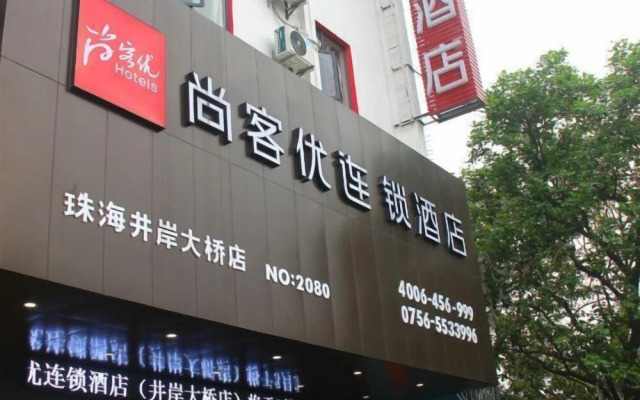 酒店
尚客优
Hotels
尚客优连锁酒店
珠海井岸大桥店
NO:2080
4006-456-999
0756-5533996
优连锁酒店（井岸大桥店）